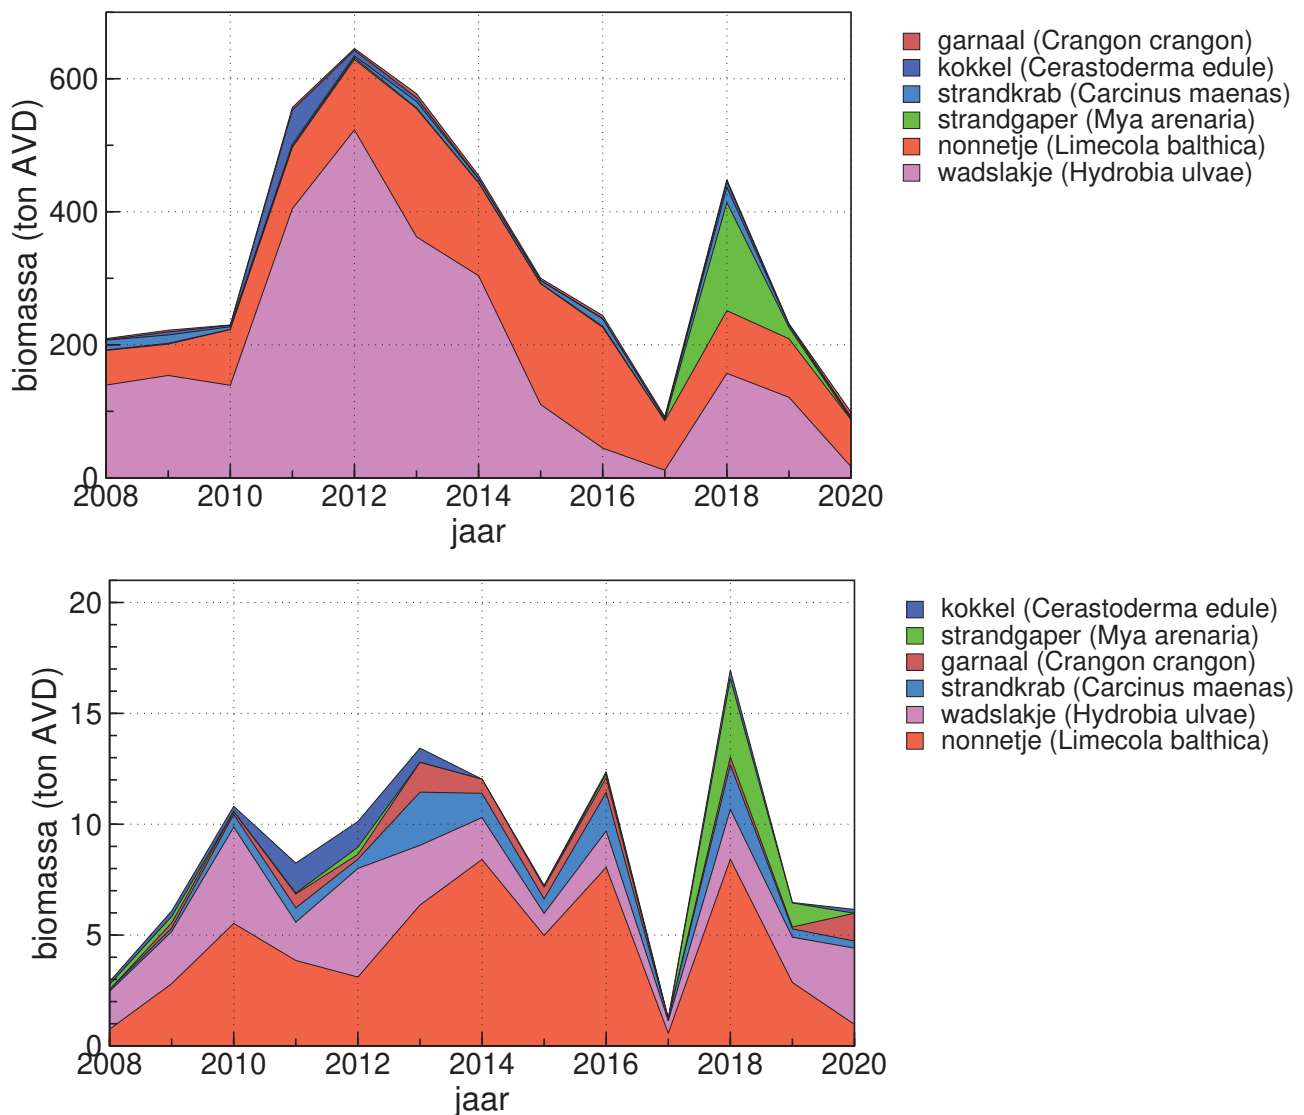 biomassa (ton AVD)
600
400
200
0
2008 2010 2012 2014 2016 2018 2020
jaar
garnaal (Crangon crangon)
kokkel (Cerastoderma edule)
strandkrab (Carcinus maenas)
strandgaper (Mya arenaria)
nonnetje (Limecola balthica)
wadslakje (Hydrobia ulvae)
biomassa (ton AVD)
20
15
10
5
0
2008 2010 2012 2014 2016 2018 2020
jaar
kokkel (Cerastoderma edule)
strandgaper (Mya arenaria)
garnaal (Crangon crangon)
strandkrab (Carcinus maenas)
wadslakje (Hydrobia ulvae)
nonnetje (Limecola balthica)